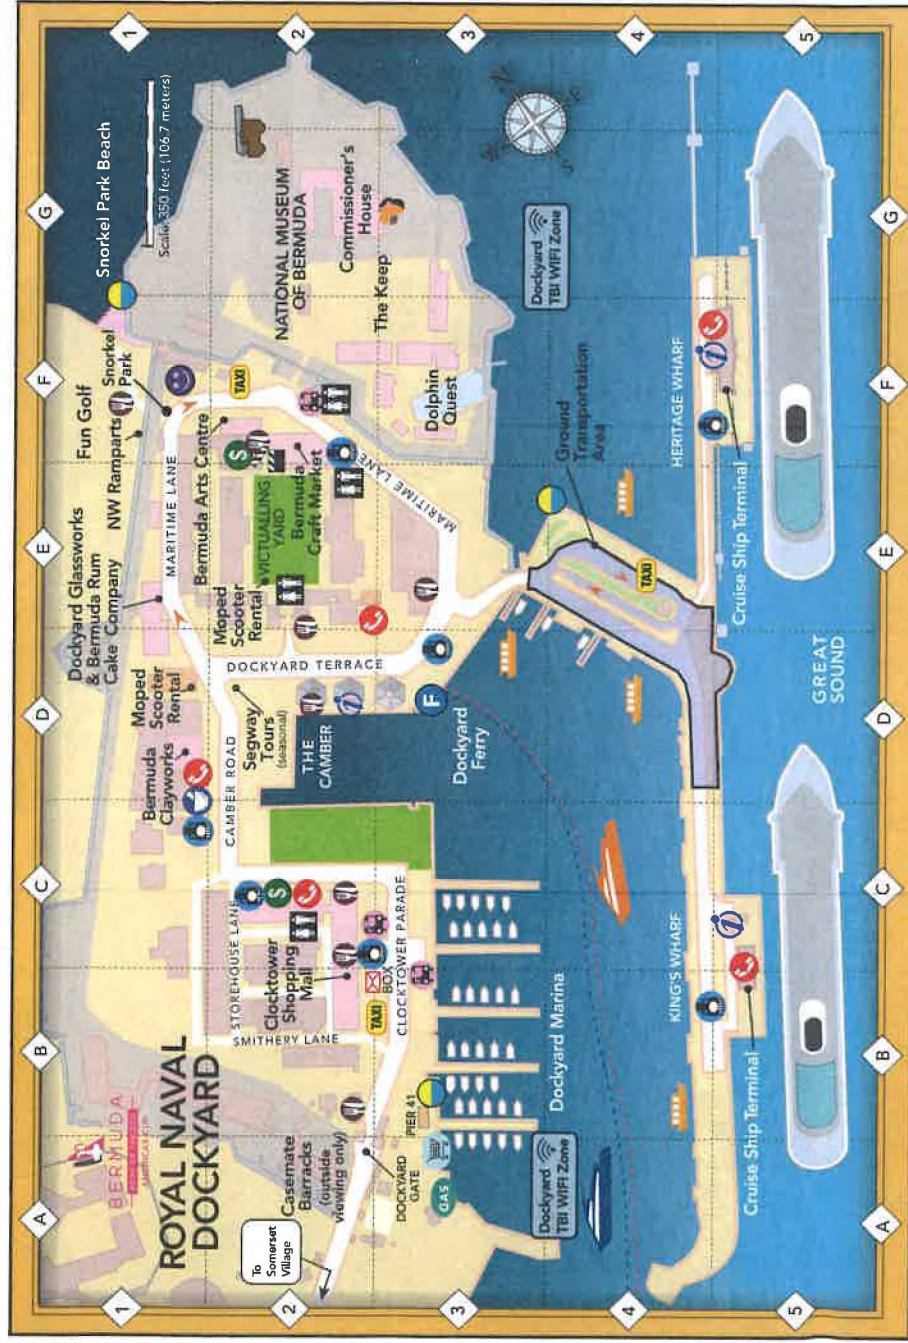 ROYAL NAVAL
DOCKYARD
BERMUDA
To
Somerset
Village
Casemate
Barracks
(outside
viewing only)
DOCKYARD
GATE
GAS
PIER 41
SMITHERY LANE
STOREHOUSE LANE
Clocktower
Shopping
Mall
TAXI
BOX
CLOCKTOWER PARADE
$
Dockyard Marina
Dockyard
TBI WIFI Zone
KING'S WHARF
Cruise Ship Terminal
Bermuda
Clayworks
CAMBER ROAD
Moped
Scooter
Rental
Segway
Tours
(seasonal)
THE
CAMBER
DOCKYARD TERRACE
F
Dockyard
Ferry
Dockyard Glassworks
& Bermuda Rum
Cake Company
MARITIME LANE
Moped
Scooter
Rental
VICTUALLING
YARD
Bermuda Arts Centre
$
Bermuda
Craft Market
MARITIME LANE
Fun Golf
NW Ramparts
Snorkel
Park
TAXI
Snorkel Park Beach
Scale 350 feet (106.7 meters)
NATIONAL MUSEUM
OF BERMUDA
Commissioner's
House
The Keep
Dolphin
Quest
Ground
Transportation
Area
TAXI
Dockyard
TBI WIFI Zone
HERITAGE WHARF
Cruise Ship Terminal
GREAT
SOUND
N
E
S
W
A
B
C
D
E
F
G
A
B
C
D
E
F
G
1
2
3
4
5
1
2
3
4
5